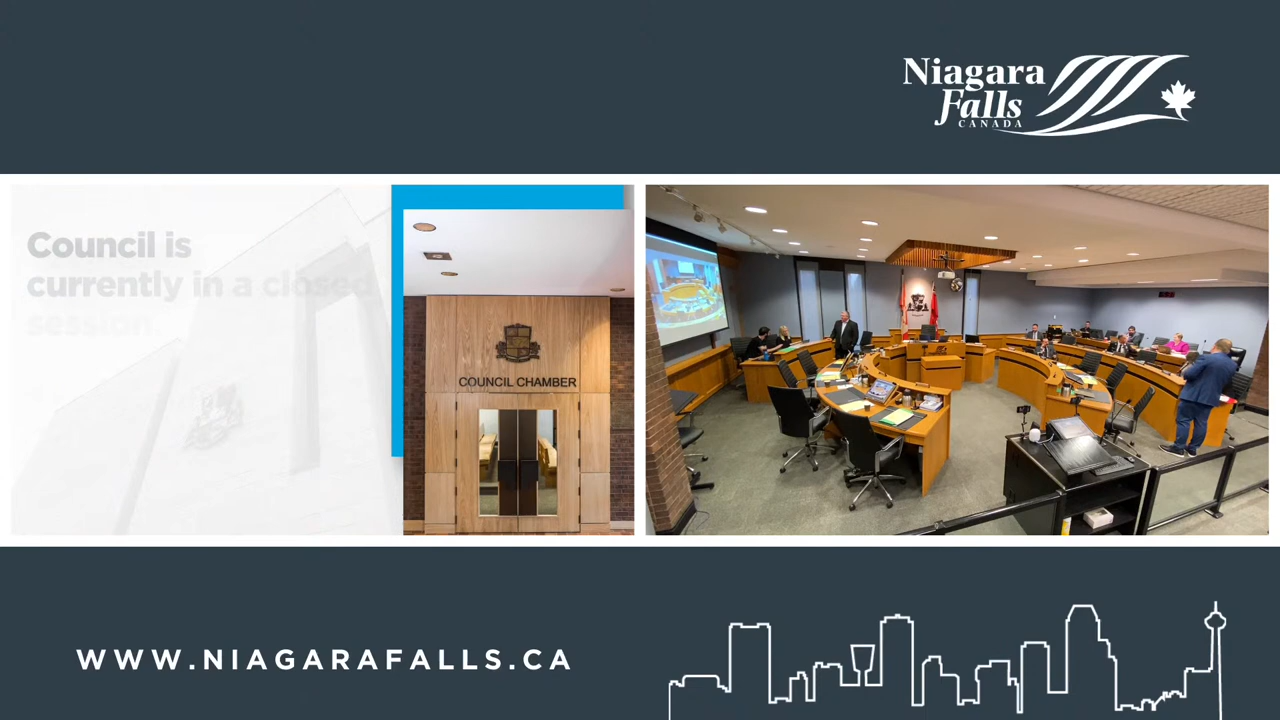 Niagara
Falls
CANADA
Council is
currently in a closed
session.
COUNCIL CHAMBER
WWW.NIAGARAFALLS.CA